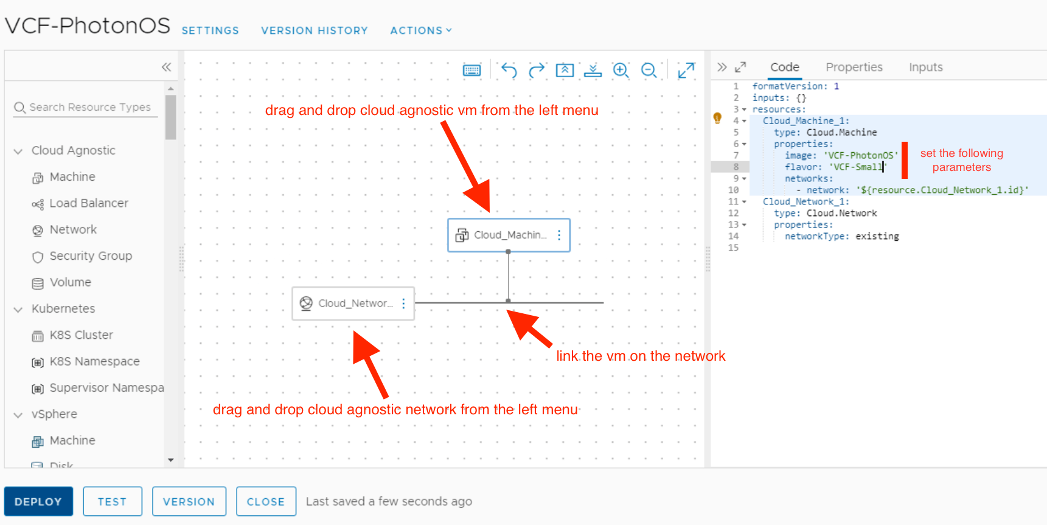 VCF-PhotonOS SETTINGS VERSION HISTORY ACTIONS
Search Resource Types
Cloud Agnostic
Machine
Load Balancer
Network
Security Group
Volume
Kubernetes
K8S Cluster
K8S Namespace
Supervisor Namespa
vSphere
Machine
Disk
drag and drop cloud agnostic vm from the left menu
Cloud_Machin...
Cloud_Networ...
link the vm on the network
drag and drop cloud agnostic network from the left menu
Code Properties Inputs
1 formatVersion: 1
2 inputs: {}
3 resources:
4 Cloud_Machine_1:
5 type: Cloud.Machine
6 properties:
7 image: 'VCF-PhotonOS'
8 flavor: 'VCF-Small'
9 networks:
10 - network: '${resource.Cloud_Network_1.id}'
11 Cloud_Network_1:
12 type: Cloud.Network
13 properties:
14 networkType: existing
15
set the following
parameters
DEPLOY TEST VERSION CLOSE Last saved a few seconds ago